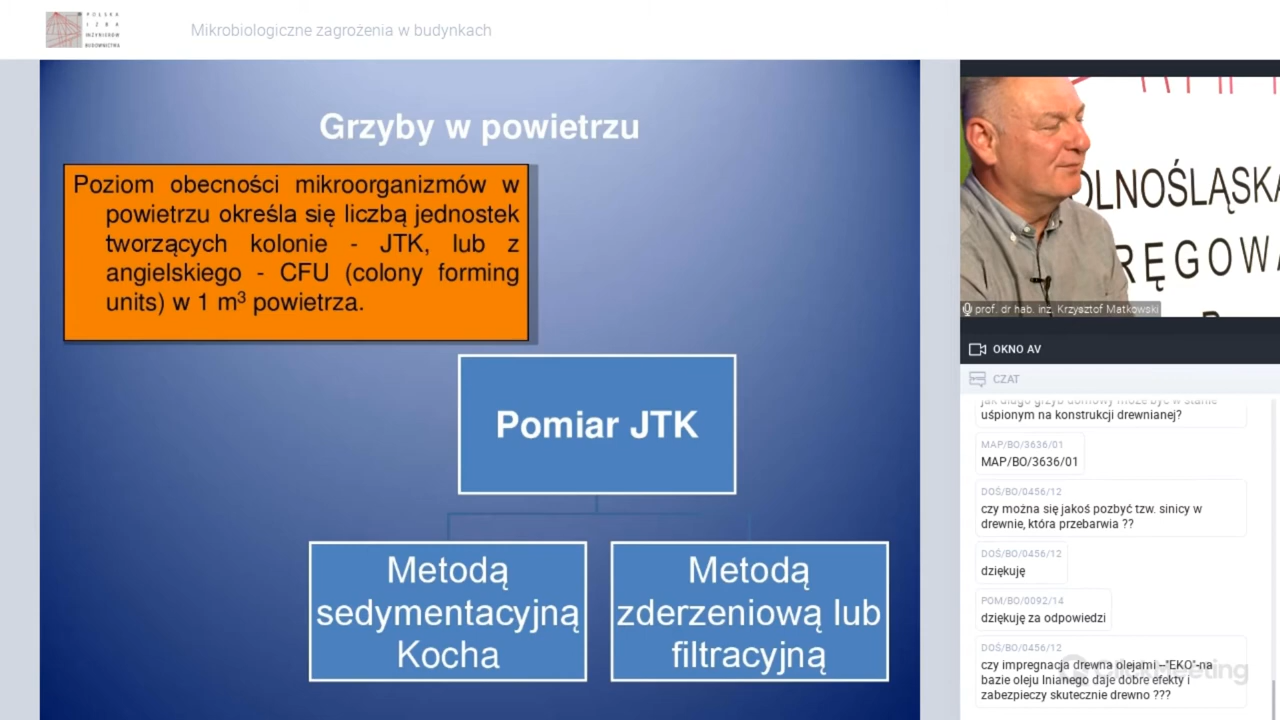 POLSKA
IZBA
INŻYNIERÓW
BUDOWNICTWA
Mikrobiologiczne zagrożenia w budynkach
Grzyby w powietrzu
Poziom obecności mikroorganizmów w
powietrzu określa się liczbą jednostek
tworzących kolonie - JTK, lub z
angielskiego - CFU (colony forming
units) w 1 m³ powietrza.
Pomiar JTK
Metodą
sedymentacyjną
Kocha
Metodą
zderzeniową lub
filtracyjną
OLNOŚLĄSKA
RĘGOWA
prof. dr hab. inż. Krzysztof Matkowski
OKNO AV
CZAT
jak długo grzyb domowy może być w stanie
uśpionym na konstrukcji drewnianej?
MAP/BO/3636/01
MAP/BO/3636/01
DOŚ/BO/0456/12
czy można się jakoś pozbyć tzw. sinicy w
drewnie, która przebarwia ??
DOŚ/BO/0456/12
dziękuję
POM/BO/0092/14
dziękuję za odpowiedzi
DOŚ/BO/0456/12
czy impregnacja drewna olejami –"EKO"-na
bazie oleju lnianego daje dobre efekty i
zabezpieczy skutecznie drewno ???